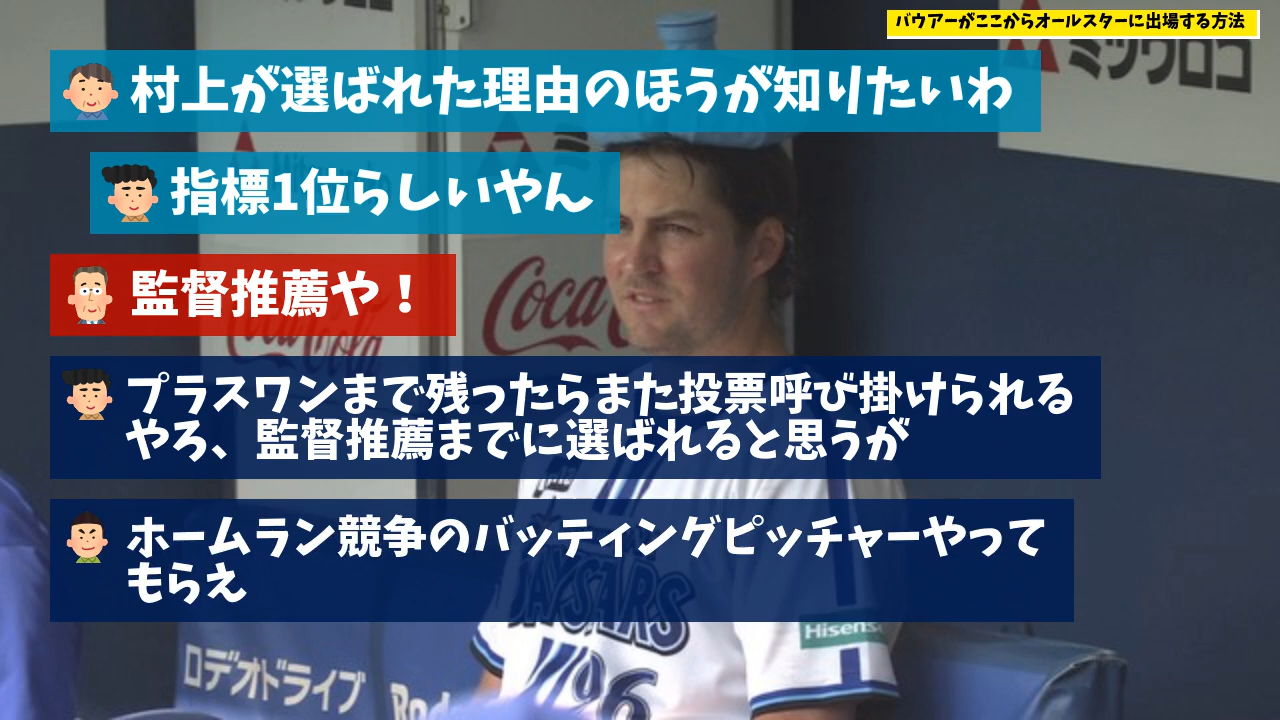 バウアーがここからオールスターに出場する方法
ミツウロコ
村上が選ばれた理由のほうが知りたいわ
指標1位らしいやん
監督推薦や！
Coca
Coca Cola
プラスワンまで残ったらまた投票呼び掛けられる
やろ、監督推薦までに選ばれると思うが
ホームラン競争のバッティングピッチャーやって
もらえ
BAYSTARS
Hisense
96
ロデオドライブ